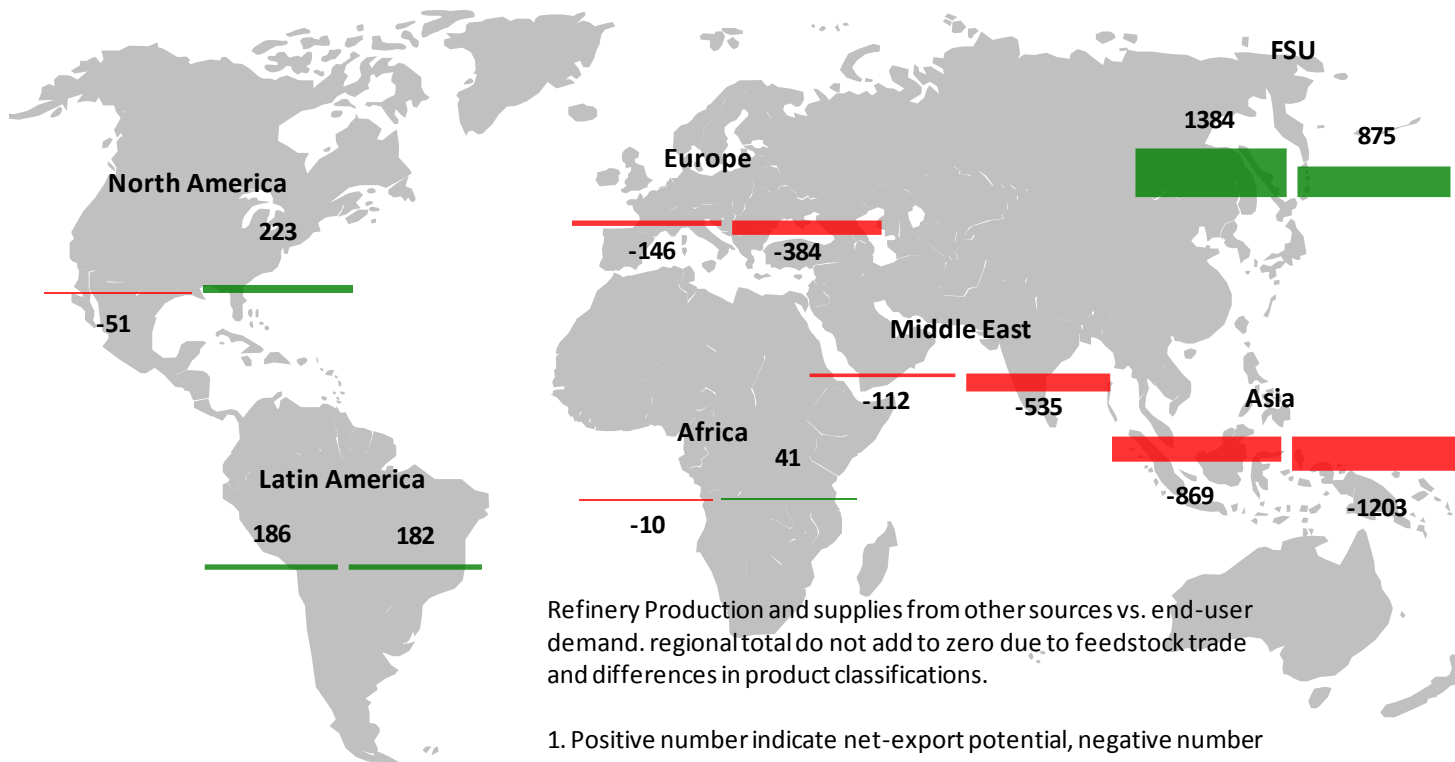 FSU
1384
875
Europe
-146
-384
North America
223
-51
Middle East
-112
-535
Asia
-869
-1203
Africa
41
-10
Latin America
186
182
Refinery Production and supplies from other sources vs. end-user
demand. regional total do not add to zero due to feedstock trade
and differences in product classifications.
1. Positive number indicate net-export potential, negative number